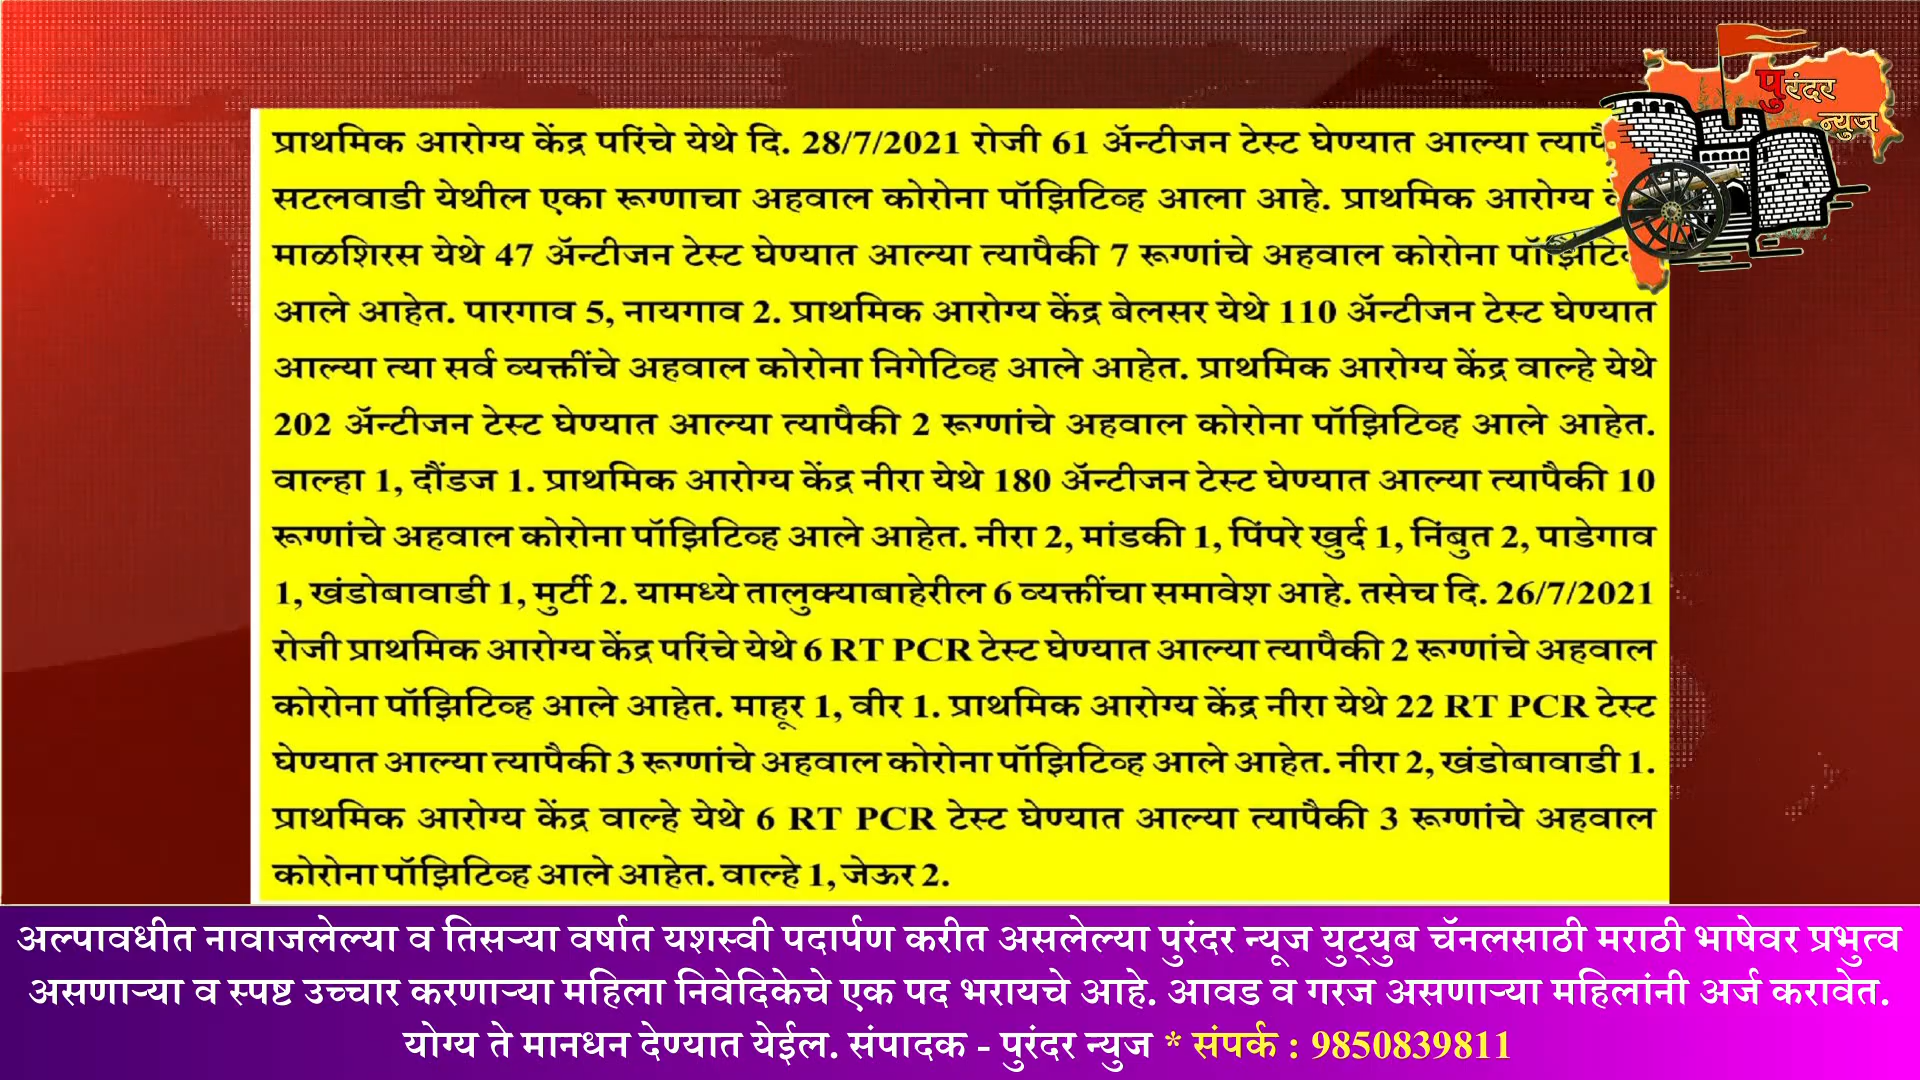 पुरंदर
न्युज
प्राथमिक आरोग्य केंद्र परिंचे येथे दि. 28/7/2021 रोजी 61 ॲन्टीजन टेस्ट घेण्यात आल्या
सटलवाडी येथील एका रूग्णाचा अहवाल कोरोना पॉझिटिव्ह आला आहे. प्राथमिक आरोग्य
माळशिरस येथे 47 ॲन्टीजन टेस्ट घेण्यात आल्या त्यापैकी 7 रूग्णांचे अहवाल कोरोना
आले आहेत. पारगाव 5, नायगाव 2. प्राथमिक आरोग्य केंद्र बेलसर येथे 110 ॲन्टीजन टेस्ट घेण्यात
आल्या त्या सर्व व्यक्तींचे अहवाल कोरोना निगेटिव्ह आले आहेत. प्राथमिक आरोग्य केंद्र वाल्हे येथे
202 ॲन्टीजन टेस्ट घेण्यात आल्या त्यापैकी 2 रूग्णांचे अहवाल कोरोना पॉझिटिव्ह आले आहेत.
वाल्हा 1, दौंडज 1. प्राथमिक आरोग्य केंद्र नीरा येथे 180 ॲन्टीजन टेस्ट घेण्यात आल्या त्यापैकी 10
रूग्णांचे अहवाल कोरोना पॉझिटिव्ह आले आहेत. नीरा 2, मांडकी 1, पिंपरे खुर्द 1, निंबुत 2, पाडेगाव
1, खंडोबावाडी 1, मुर्टी 2. यामध्ये तालुक्याबाहेरील 6 व्यक्तींचा समावेश आहे. तसेच दि. 26/7/2021
रोजी प्राथमिक आरोग्य केंद्र परिंचे येथे 6 RT PCR टेस्ट घेण्यात आल्या त्यापैकी 2 रूग्णांचे अहवाल
कोरोना पॉझिटिव्ह आले आहेत. माहूर 1, वीर 1. प्राथमिक आरोग्य केंद्र नीरा येथे 22 RT PCR टेस्ट
घेण्यात आल्या त्यापैकी 3 रूग्णांचे अहवाल कोरोना पॉझिटिव्ह आले आहेत. नीरा 2, खंडोबावाडी 1.
प्राथमिक आरोग्य केंद्र वाल्हे येथे 6 RT PCR टेस्ट घेण्यात आल्या त्यापैकी 3 रूग्णांचे अहवाल
कोरोना पॉझिटिव्ह आले आहेत. वाल्हे 1, जेऊर 2.
अल्पावधीत नावाजलेल्या व तिसऱ्या वर्षात यशस्वी पदार्पण करीत असलेल्या पुरंदर न्यूज युट्युब चॅनलसाठी मराठी भाषेवर प्रभुत्व
असणाऱ्या व स्पष्ट उच्चार करणाऱ्या महिला निवेदिकेचे एक पद भरायचे आहे. आवड व गरज असणाऱ्या महिलांनी अर्ज करावेत.
योग्य ते मानधन देण्यात येईल. संपादक - पुरंदर न्युज * संपर्क : 9850839811